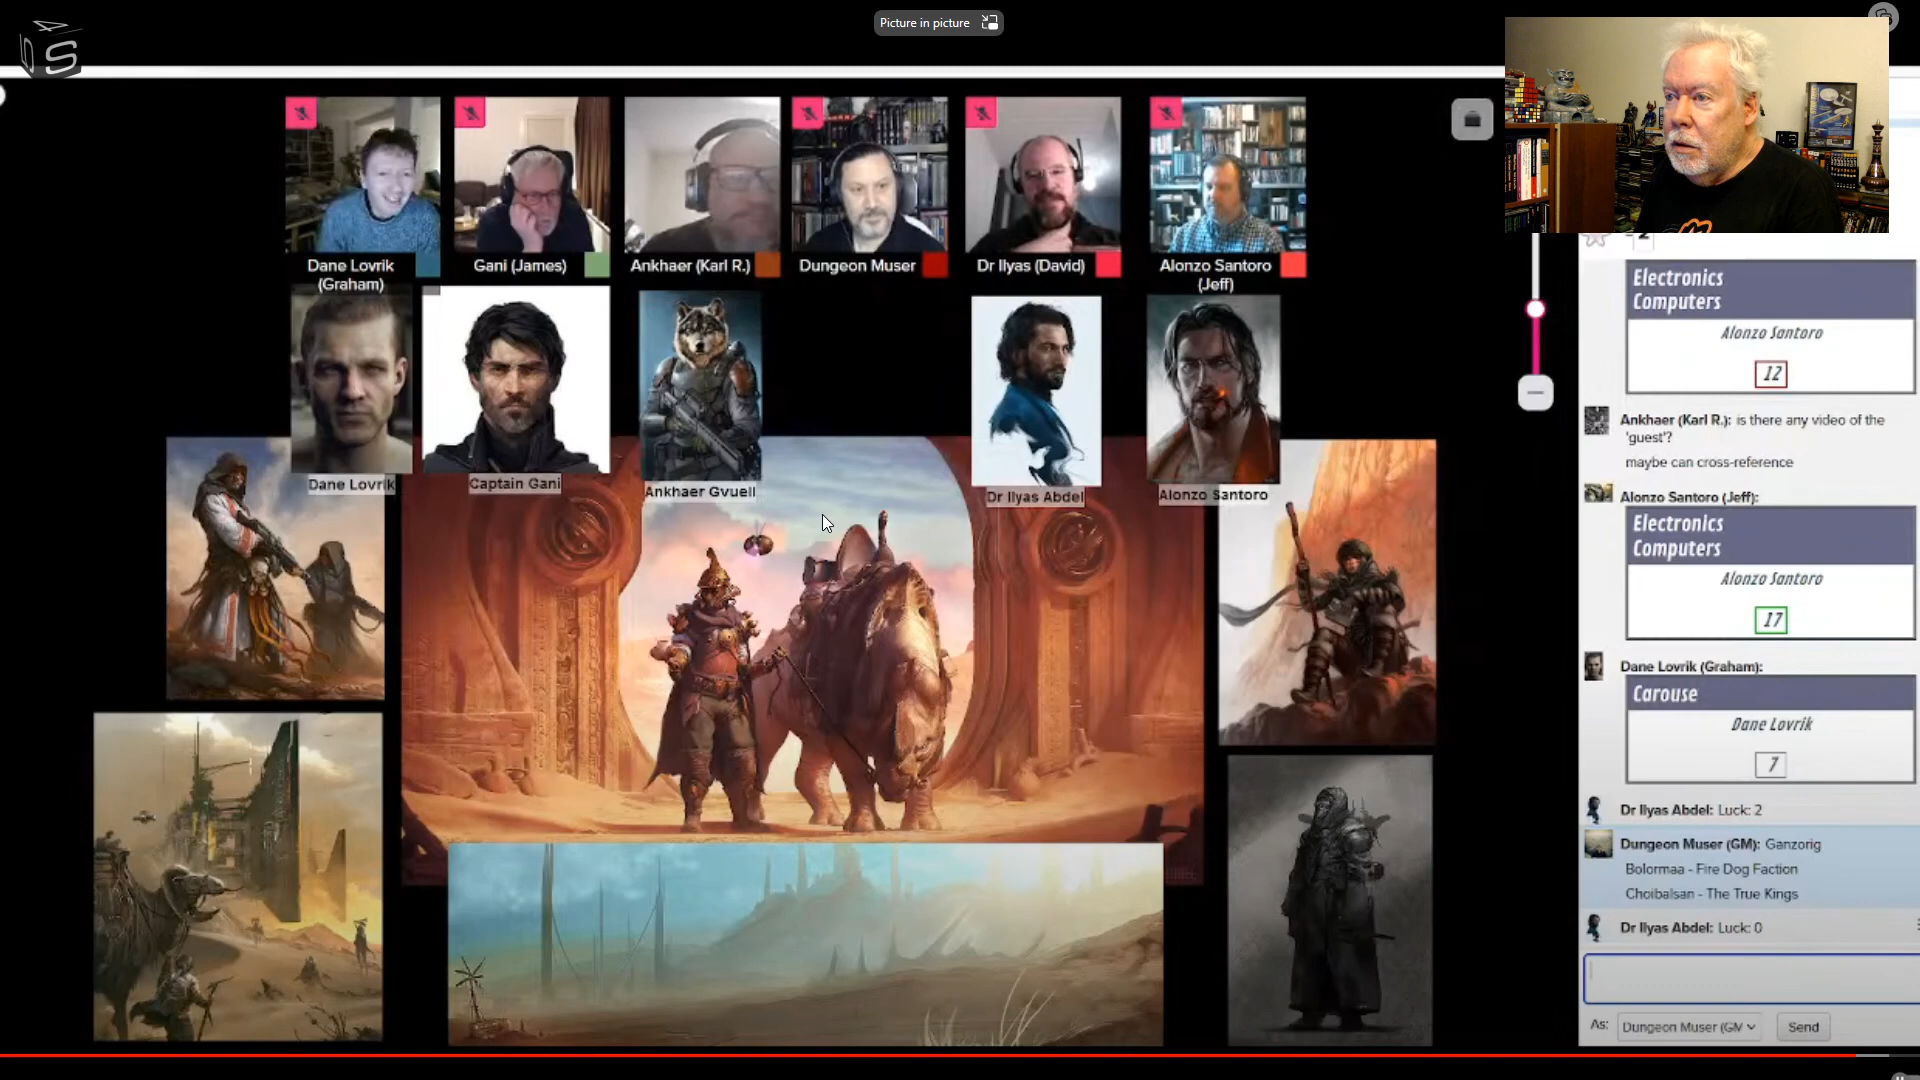 Picture in picture
S
Dane Lovrik
(Graham)
Gani (James)
Ankhaer (Karl R.)
Dungeon Muser
Dr Ilyas (David)
Alonzo Santoro
(Jeff)
Dane Lovrik
Captain Gani
Ankhaer Gvuell
Dr Ilyas Abdel
Alonzo Santoro
2
Electronics
Computers
Alonzo Santoro
12
Ankhaer (Karl R.): is there any video of the
'guest'?
maybe can cross-reference
Alonzo Santoro (Jeff):
Electronics
Computers
Alonzo Santoro
17
Dane Lovrik (Graham):
Carouse
Dane Lovrik
7
Dr Ilyas Abdel: Luck: 2
Dungeon Muser (GM): Ganzorig
Bolormaa - Fire Dog Faction
Choibalsan - The True Kings
Dr Ilyas Abdel: Luck: 0
As:
Dungeon Muser (GM
Send